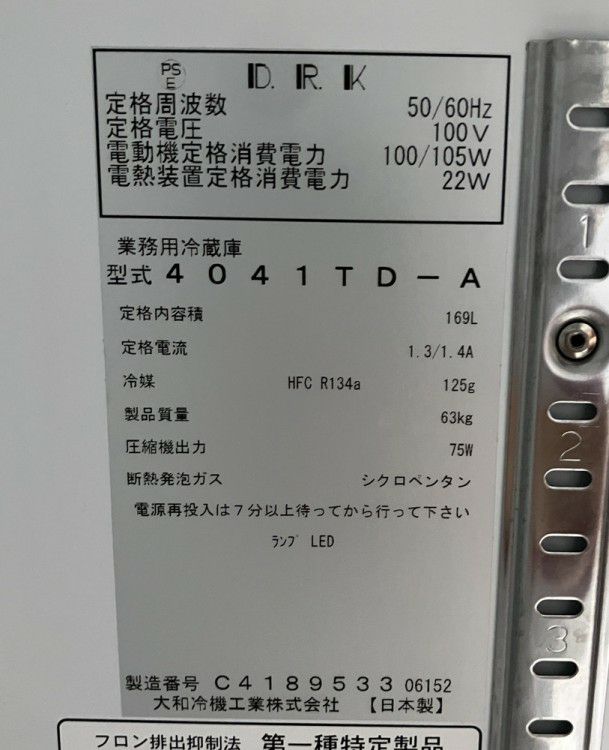 PS
E
D.R.K
定格周波数 50/60Hz
定格電圧 100V
電動機定格消費電力 100/105W
電熱装置定格消費電力 22W
業務用冷蔵庫
型式 4041TD-A
定格内容積 169L
定格電流 1.3/1.4A
冷媒 HFC R134a 125g
製品質量 63kg
圧縮機出力 75W
断熱発泡ガス シクロペンタン
電源再投入は7分以上待ってから行って下さい
ランプ LED
製造番号 C4189533 06152
大和冷機工業株式会社 【日本製】
フロン排出抑制法 第一種特定製品
1
2
3